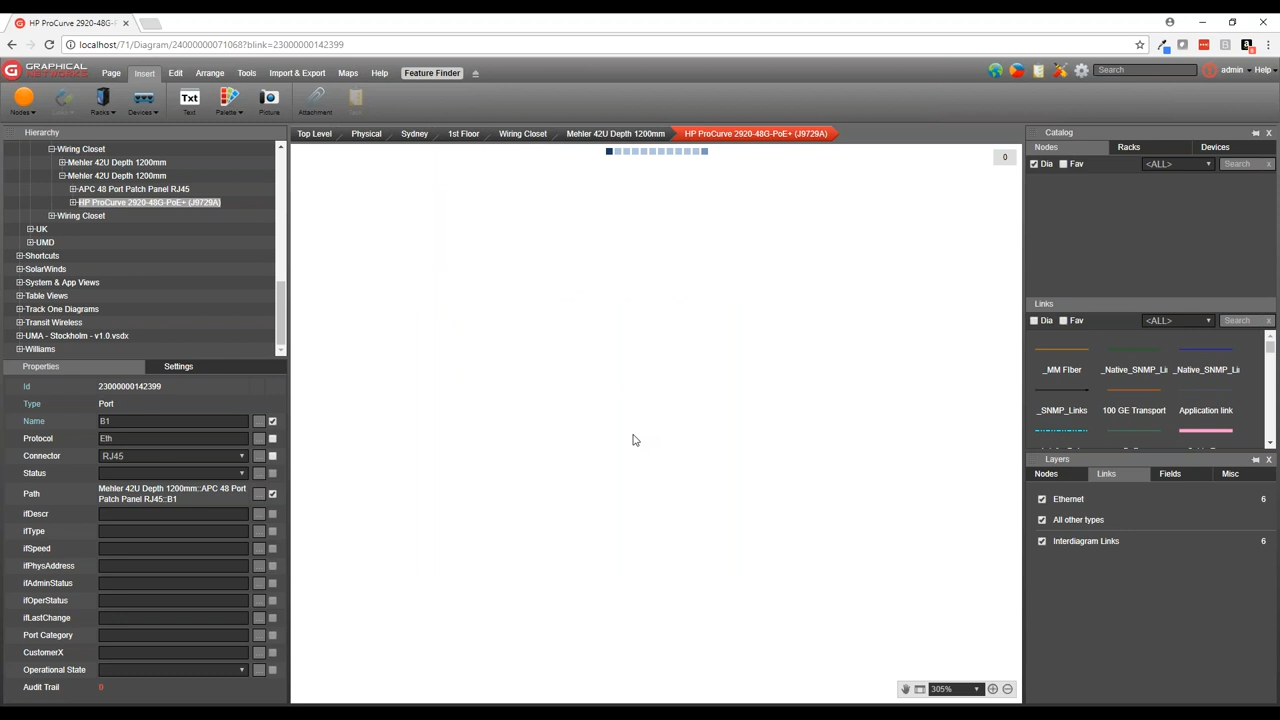 HP ProCurve 2920-48G-
localhost/71/Diagram/24000000071068?blink=23000000142399
GRAPHICAL
NETWORKS
Page Insert Edit Arrange Tools Import & Export Maps Help Feature Finder
Search
admin Help
Nodes
Racks
Devices
Txt
Text
Palette
Picture
Attachment
Hierarchy
Top Level Physical Sydney 1st Floor Wiring Closet Mehler 42U Depth 1200mm HP ProCurve 2920-48G-PoE+ (J9729A)
Wiring Closet
Mehler 42U Depth 1200mm
Mehler 42U Depth 1200mm
APC 48 Port Patch Panel RJ45
HP ProCurve 2920-48G-PoE+ (J9729A)
Wiring Closet
UK
UMD
Shortcuts
SolarWinds
System & App Views
Table Views
Track One Diagrams
Transit Wireless
UMA - Stockholm - v1.0.vsdx
Williams
Properties Settings
Id 23000000142399
Type Port
Name B1
Protocol Eth
Connector RJ45
Status
Path Mehler 42U Depth 1200mm::APC 48 Port
Patch Panel RJ45::B1
ifDescr
ifType
ifSpeed
ifPhysAddress
ifAdminStatus
ifOperStatus
ifLastChange
Port Category
CustomerX
Operational State
Audit Trail 0
0
305%
Catalog
Nodes Racks Devices
Dia Fav <ALL> Search x
Links
Dia Fav <ALL> Search x
_MM FIber _Native_SNMP_Li _Native_SNMP_Li
_SNMP_Links 100 GE Transport Application link
Layers
Nodes Links Fields Misc
Ethernet 6
All other types
Interdiagram Links 6